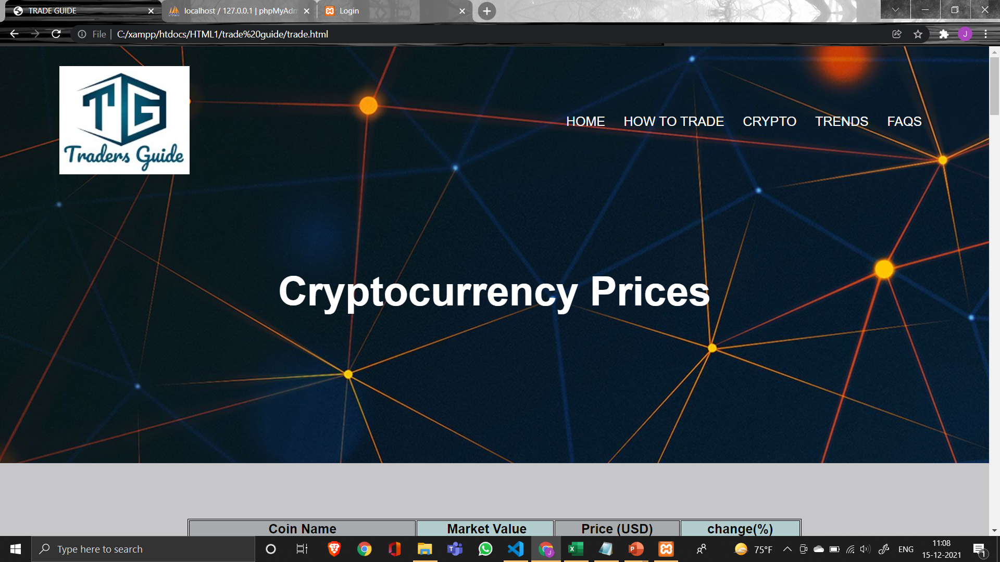 TRADE GUIDE
localhost / 127.0.0.1 | phpMyAdm
Login
File
C:/xampp/htdocs/HTML1/trade%20guide/trade.html
J
TG
Traders Guide
HOME HOW TO TRADE CRYPTO TRENDS FAQS
Cryptocurrency Prices
Coin Name Market Value Price (USD) change(%)
Type here to search
75°F
ENG
11:08
15-12-2021
1